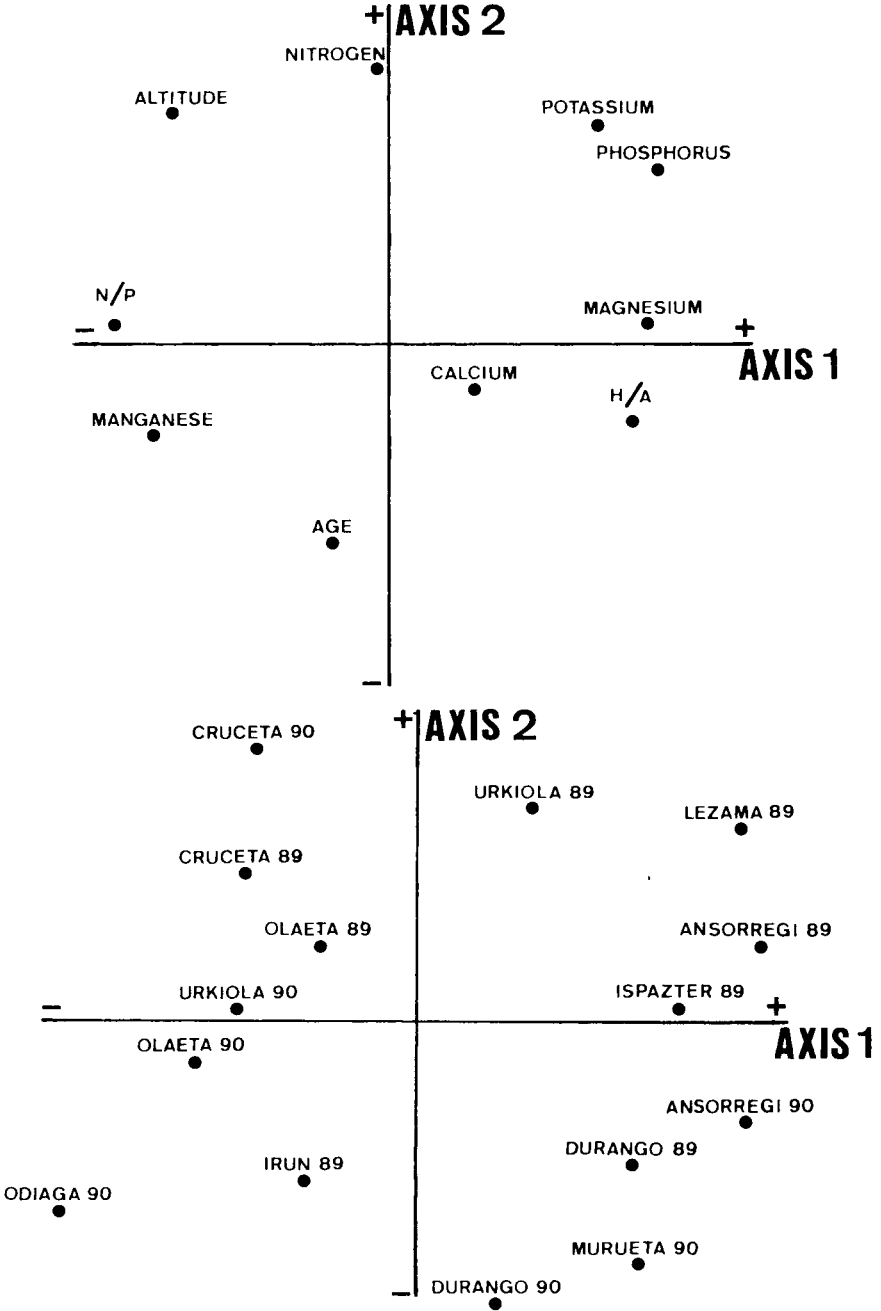 + AXIS 2
NITROGEN
ALTITUDE
POTASSIUM
PHOSPHORUS
N/P
MAGNESIUM
− +
AXIS 1
CALCIUM
H/A
MANGANESE
AGE
−
+ AXIS 2
CRUCETA 90
URKIOLA 89
LEZAMA 89
CRUCETA 89
OLAETA 89
ANSORREGI 89
URKIOLA 90
ISPAZTER 89
− +
AXIS 1
OLAETA 90
ANSORREGI 90
DURANGO 89
IRUN 89
ODIAGA 90
MURUETA 90
DURANGO 90
−